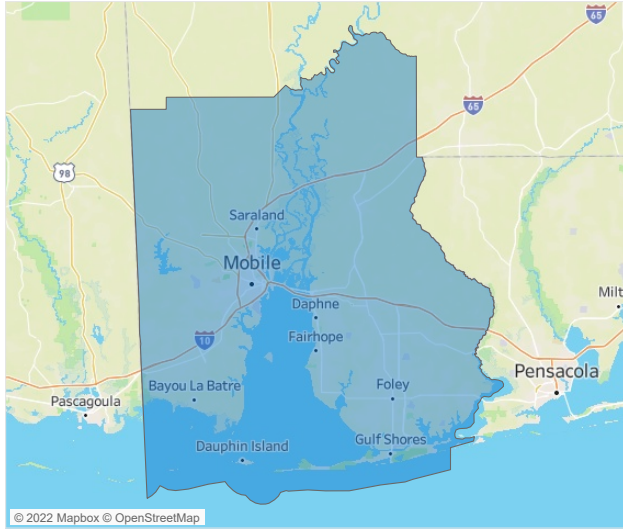 65
65
98
Saraland
Mobile
Daphne
Milt
Fairhope
10
Pensacola
Bayou La Batre
Foley
Pascagoula
Gulf Shores
Dauphin Island
© 2022 Mapbox © OpenStreetMap